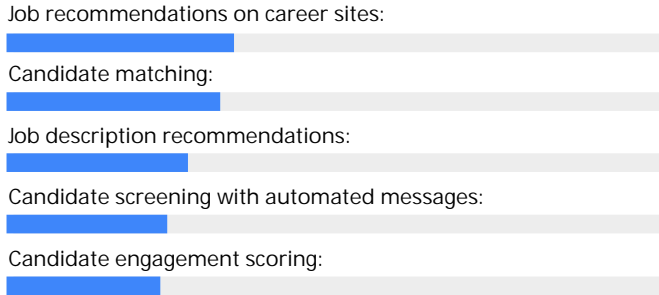 Job recommendations on career sites:
Candidate matching:
Job description recommendations:
Candidate screening with automated messages:
Candidate engagement scoring: